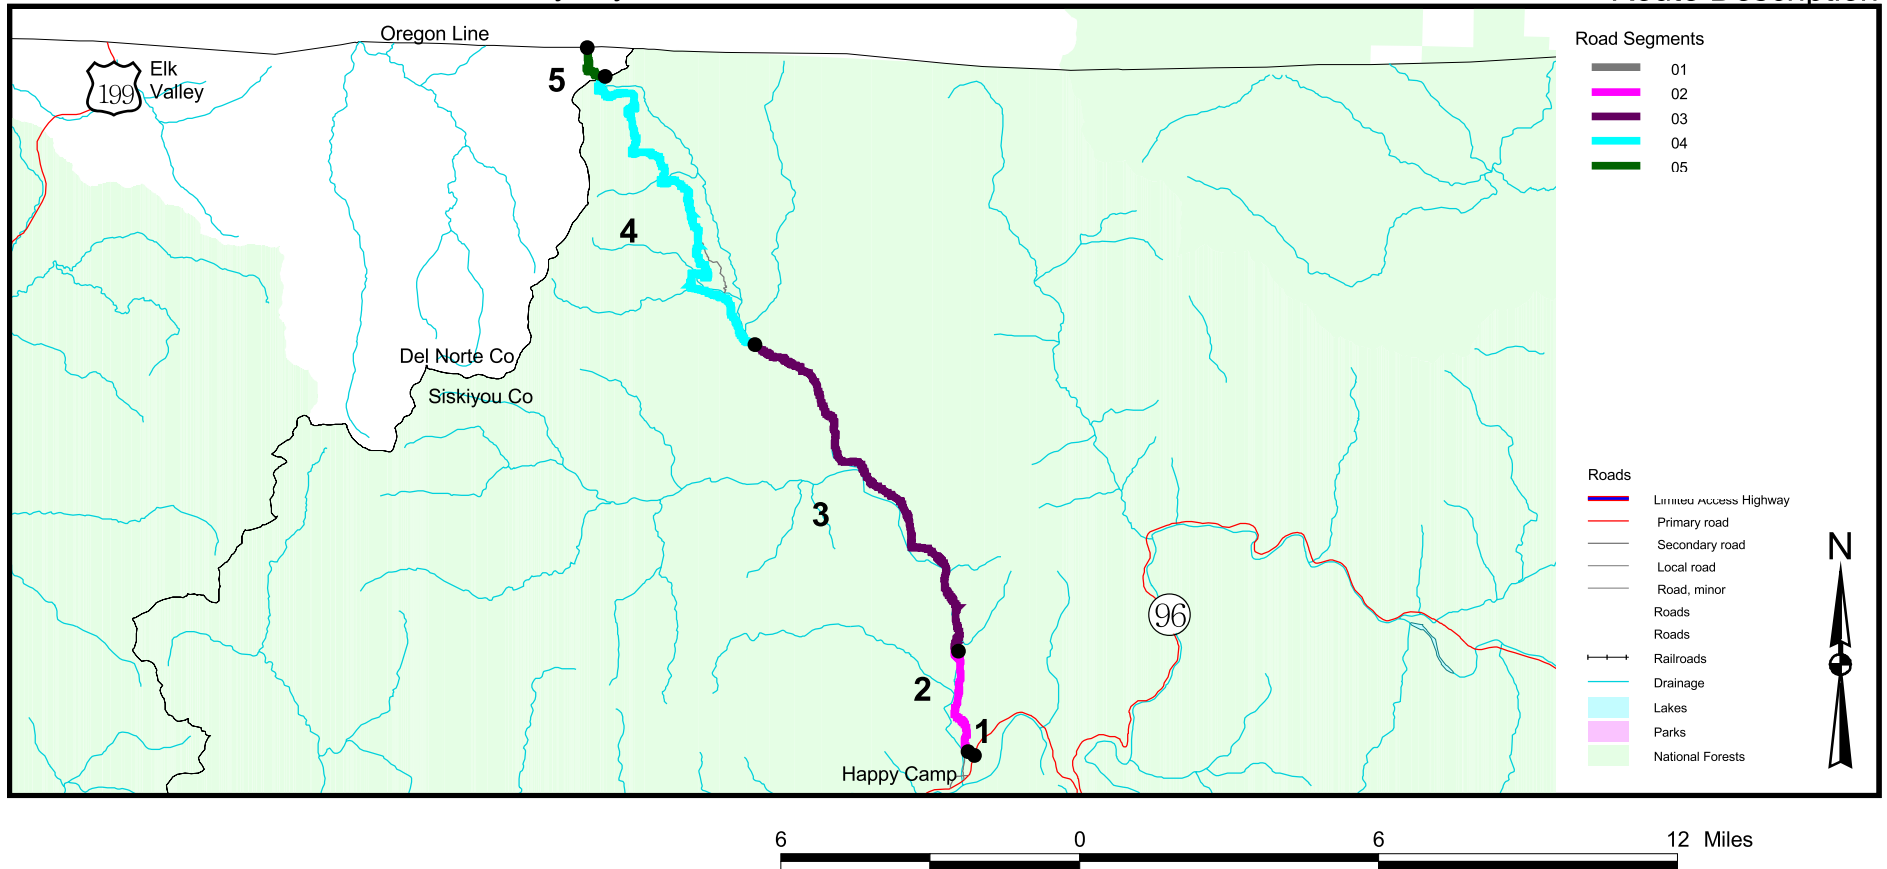 Route Description
Oregon Line
Elk
Valley
199
5
4
Del Norte Co
Siskiyou Co
3
96
2
1
Happy Camp
Road Segments
01
02
03
04
05
Roads
Limited Access Highway
Primary road
Secondary road
Local road
Road, minor
Roads
Roads
Railroads
Drainage
Lakes
Parks
National Forests
N
6 0 6 12 Miles